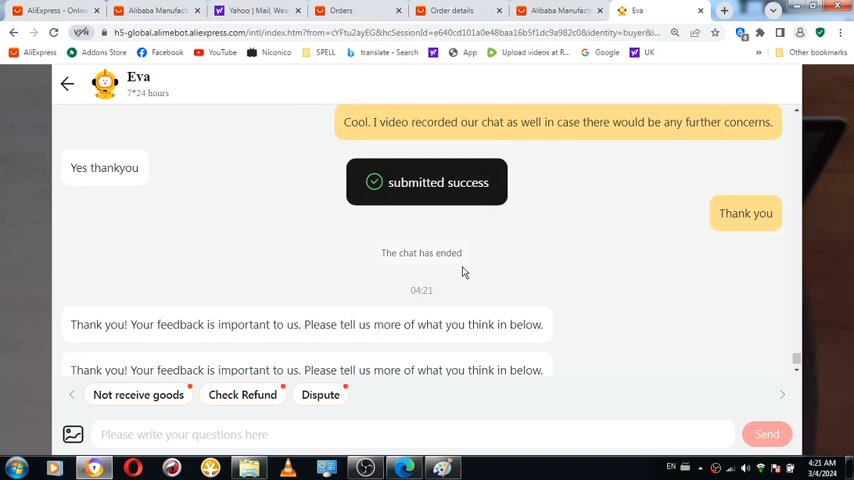 AliExpress - Online
Alibaba Manufact
Yahoo | Mail, Wea
Orders
Order details
Alibaba Manufact
Eva
h5-global.alimebot.aliexpress.com/intl/index.htm?from=cYFtu2ayEG&hcSessionId=e640cd101a0e48baa16b5f1dc9a982c0&identity=buyer&i...
VPN
AliExpress
Addons Store
Facebook
YouTube
Niconico
SPELL
translate - Search
App
Upload videos at R...
Google
UK
»
Other bookmarks
Eva
7*24 hours
Cool. I video recorded our chat as well in case there would be any further concerns.
Yes thankyou
submitted success
Thank you
The chat has ended
04:21
Thank you! Your feedback is important to us. Please tell us more of what you think in below.
Thank you! Your feedback is important to us. Please tell us more of what you think in below.
Not receive goods
Check Refund
Dispute
Please write your questions here
Send
EN
4:21 AM
3/4/2024